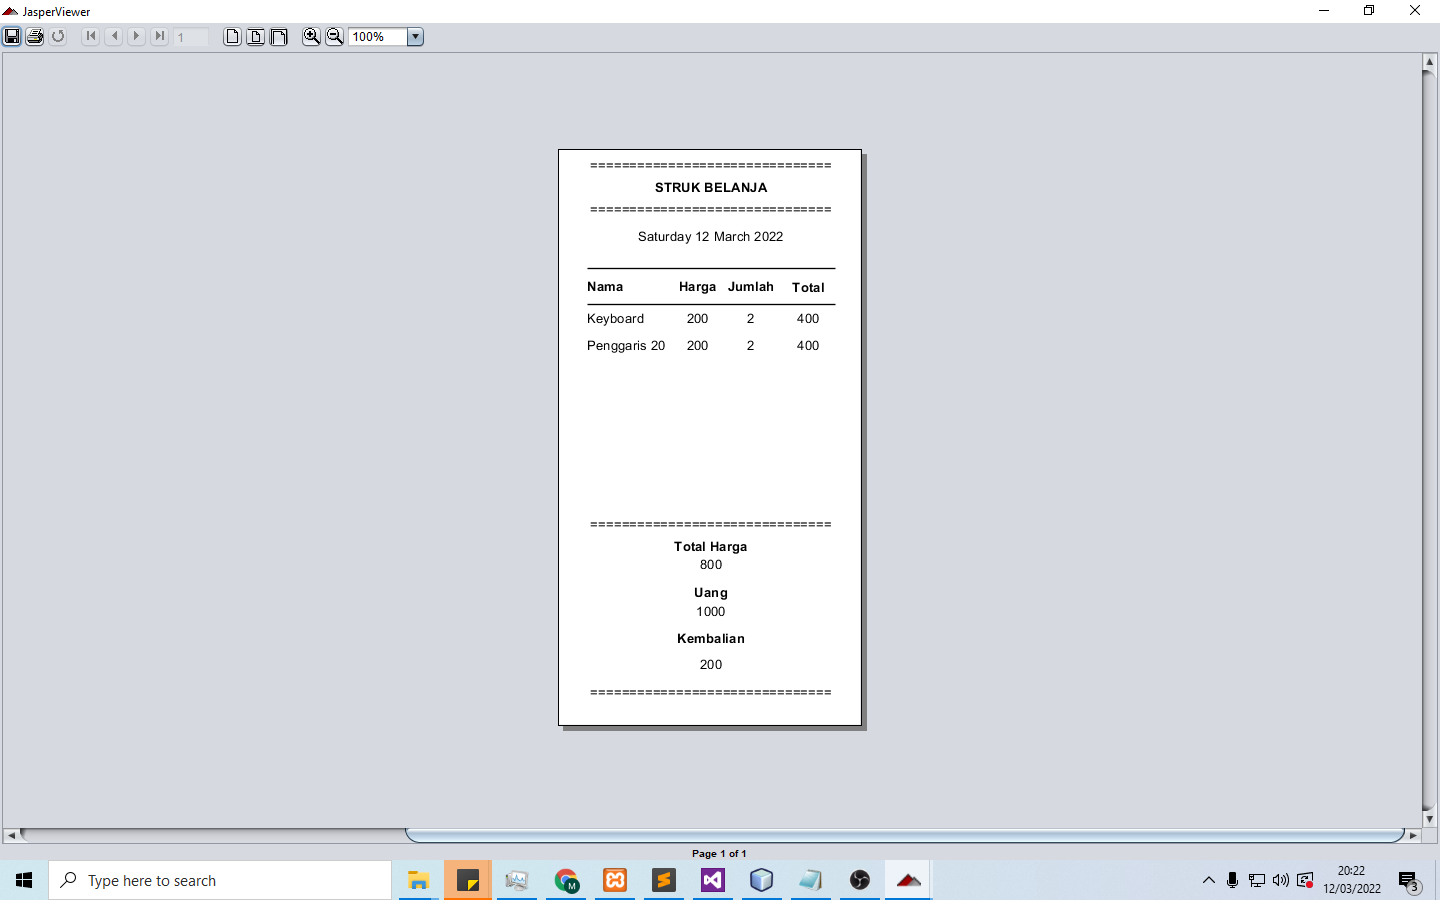 JasperViewer
1
100%
===============================
STRUK BELANJA
===============================
Saturday 12 March 2022
Nama Harga Jumlah Total
Keyboard 200 2 400
Penggaris 20 200 2 400
===============================
Total Harga
800
Uang
1000
Kembalian
200
===============================
Page 1 of 1
Type here to search
M
20:22
12/03/2022
3